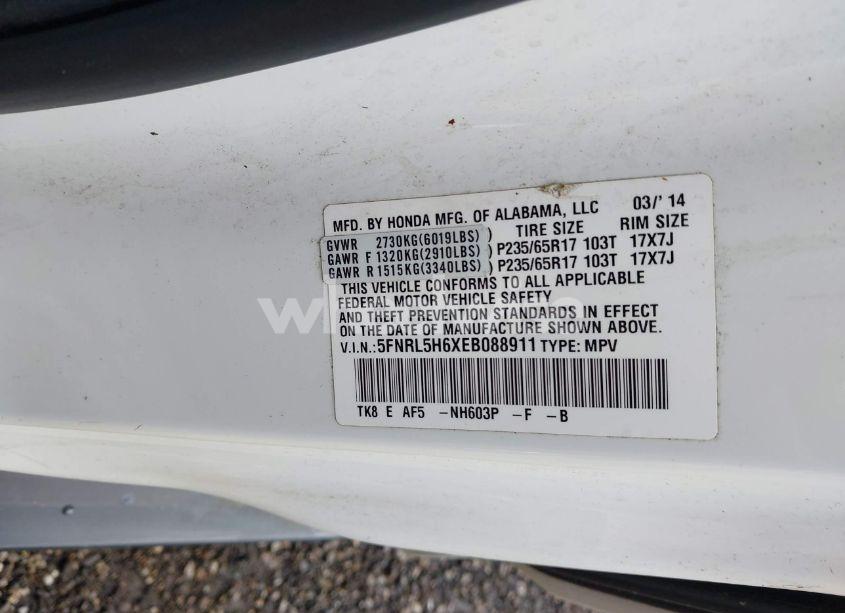 MFD. BY HONDA MFG. OF ALABAMA, LLC 03/' 14
TIRE SIZE RIM SIZE
GVWR 2730KG(6019LBS)
GAWR F 1320KG(2910LBS) P235/65R17 103T 17X7J
GAWR R 1515KG(3340LBS) P235/65R17 103T 17X7J
THIS VEHICLE CONFORMS TO ALL APPLICABLE
FEDERAL MOTOR VEHICLE SAFETY
AND THEFT PREVENTION STANDARDS IN EFFECT
ON THE DATE OF MANUFACTURE SHOWN ABOVE.
V.I.N.: 5FNRL5H6XEB088911 TYPE: MPV
TK8 E AF5 -NH603P -F -B